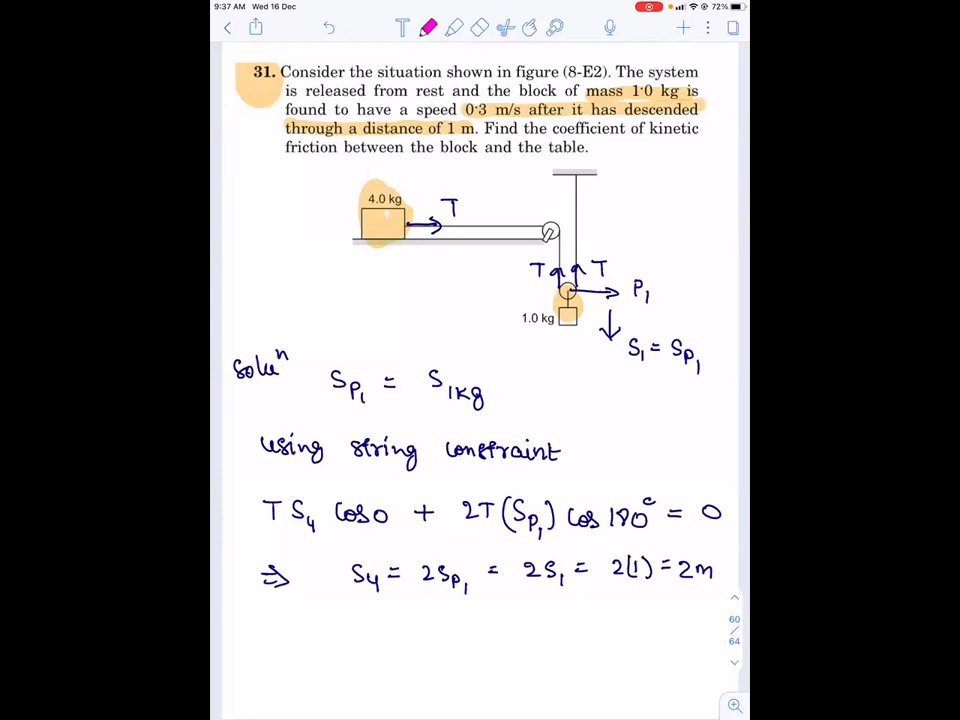 9:37 AM Wed 16 Dec
72%
31. Consider the situation shown in figure (8-E2). The system
is released from rest and the block of mass 1·0 kg is
found to have a speed 0·3 m/s after it has descended
through a distance of 1 m. Find the coefficient of kinetic
friction between the block and the table.
4.0 kg
T
T T
P₁
1.0 kg
S₁ = Sp₁
Soluⁿ
Sp₁ = S₁kg
using string constraint
T S₄ cos0 + 2T(Sp₁) cos 180° = 0
⇒ S₄ = 2Sp₁ = 2S₁ = 2(1) = 2m
60
/
64